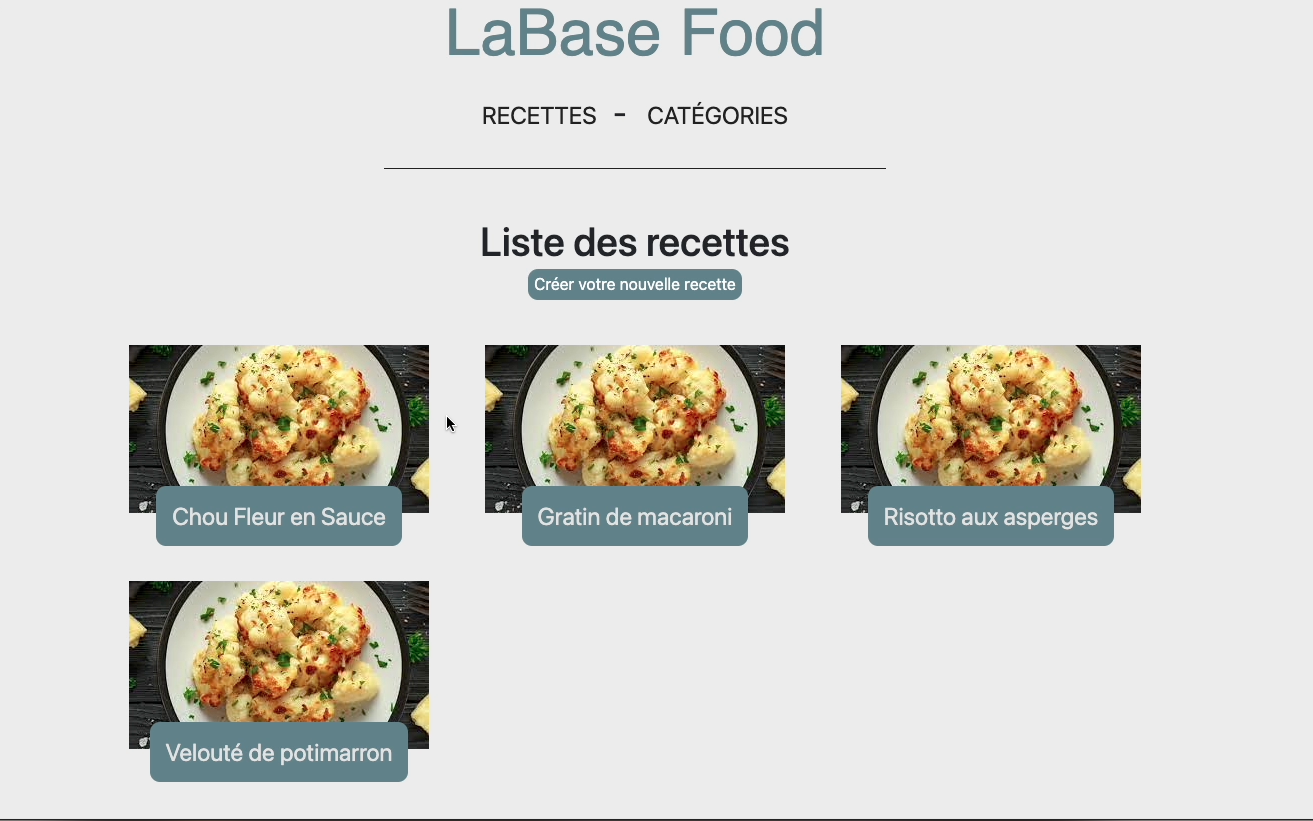 LaBase Food
RECETTES - CATÉGORIES
Liste des recettes
Créer votre nouvelle recette
Chou Fleur en Sauce
Gratin de macaroni
Risotto aux asperges
Velouté de potimarron